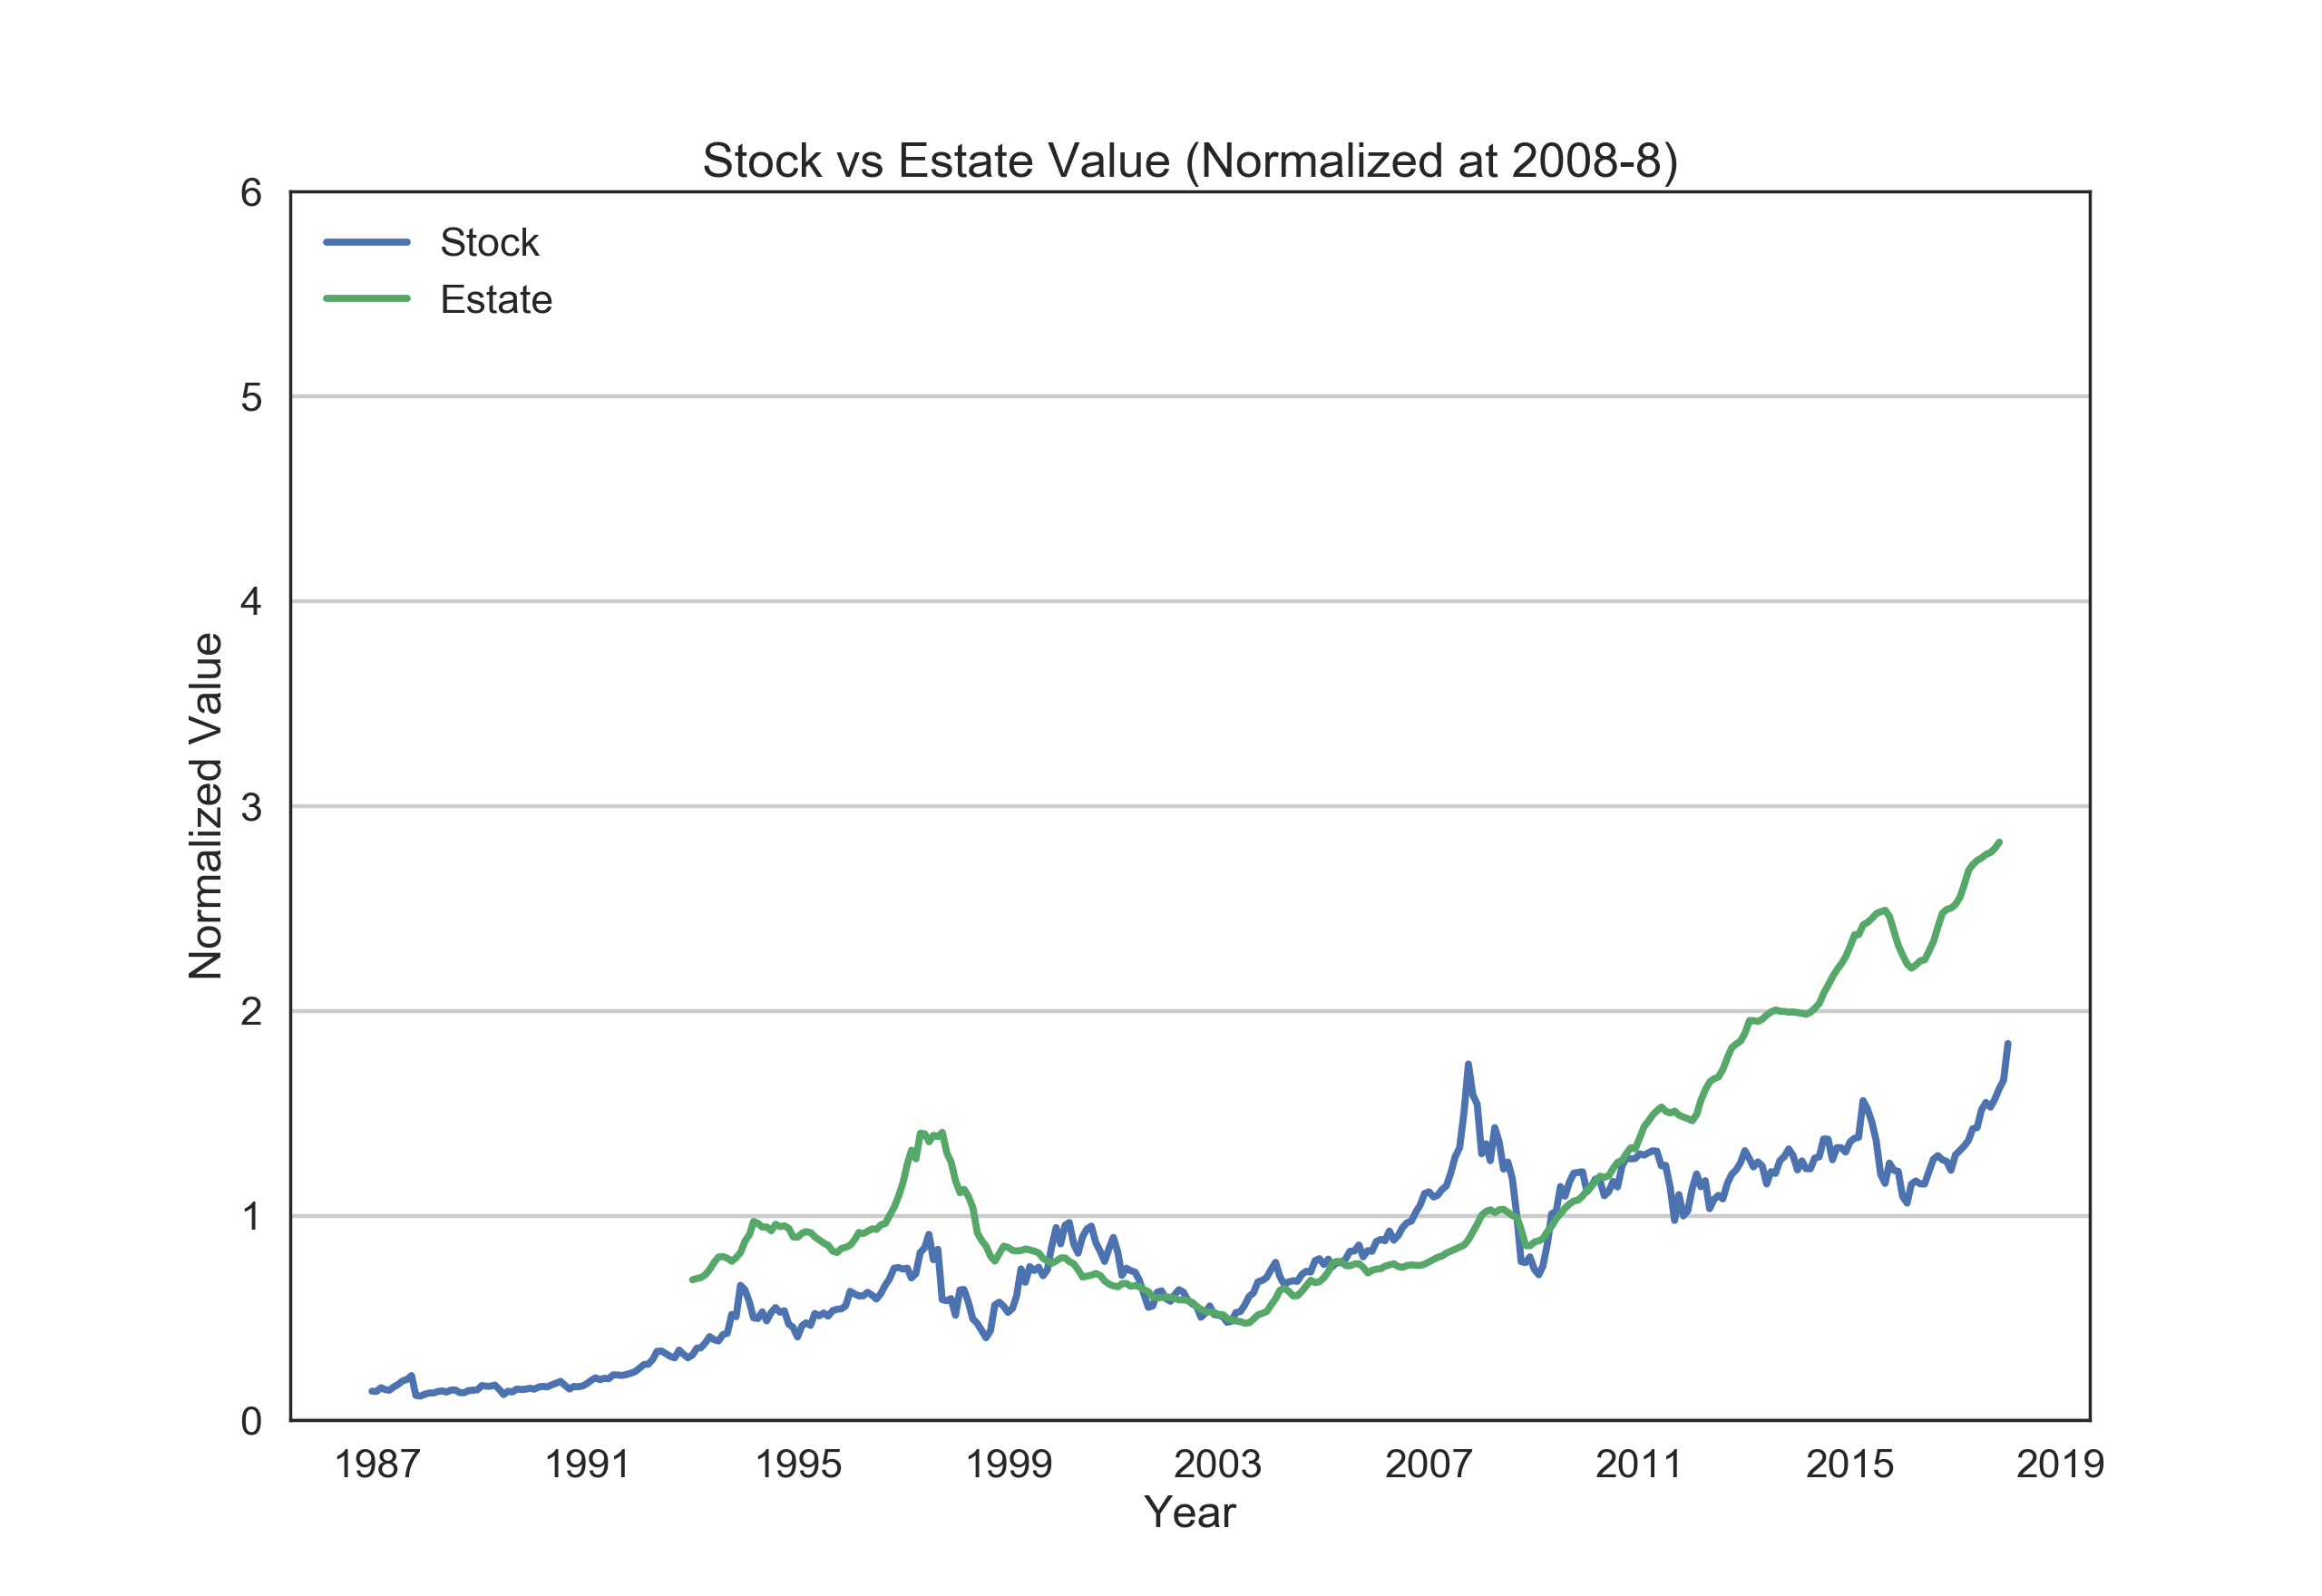 Stock vs Estate Value (Normalized at 2008-8)
6
Stock
Estate
5
4
3
2
1
0
Normalized Value
1987 1991 1995 1999 2003 2007 2011 2015 2019
Year